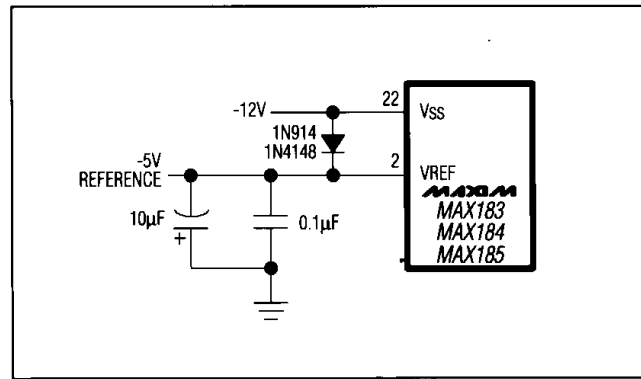 22
-12V
VSS
1N914
1N4148
-5V
REFERENCE
2
VREF
10µF
+
0.1µF
MAXIM
MAX183
MAX184
MAX185